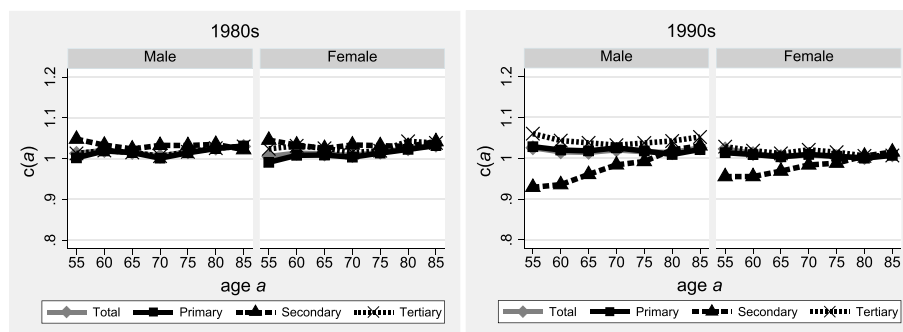 1980s
Male Female
c(a)
1.2
1.1
1
.9
.8
55 60 65 70 75 80 85 55 60 65 70 75 80 85
age a
Total Primary Secondary Tertiary
1990s
Male Female
c(a)
1.2
1.1
1
.9
.8
55 60 65 70 75 80 85 55 60 65 70 75 80 85
age a
Total Primary Secondary Tertiary